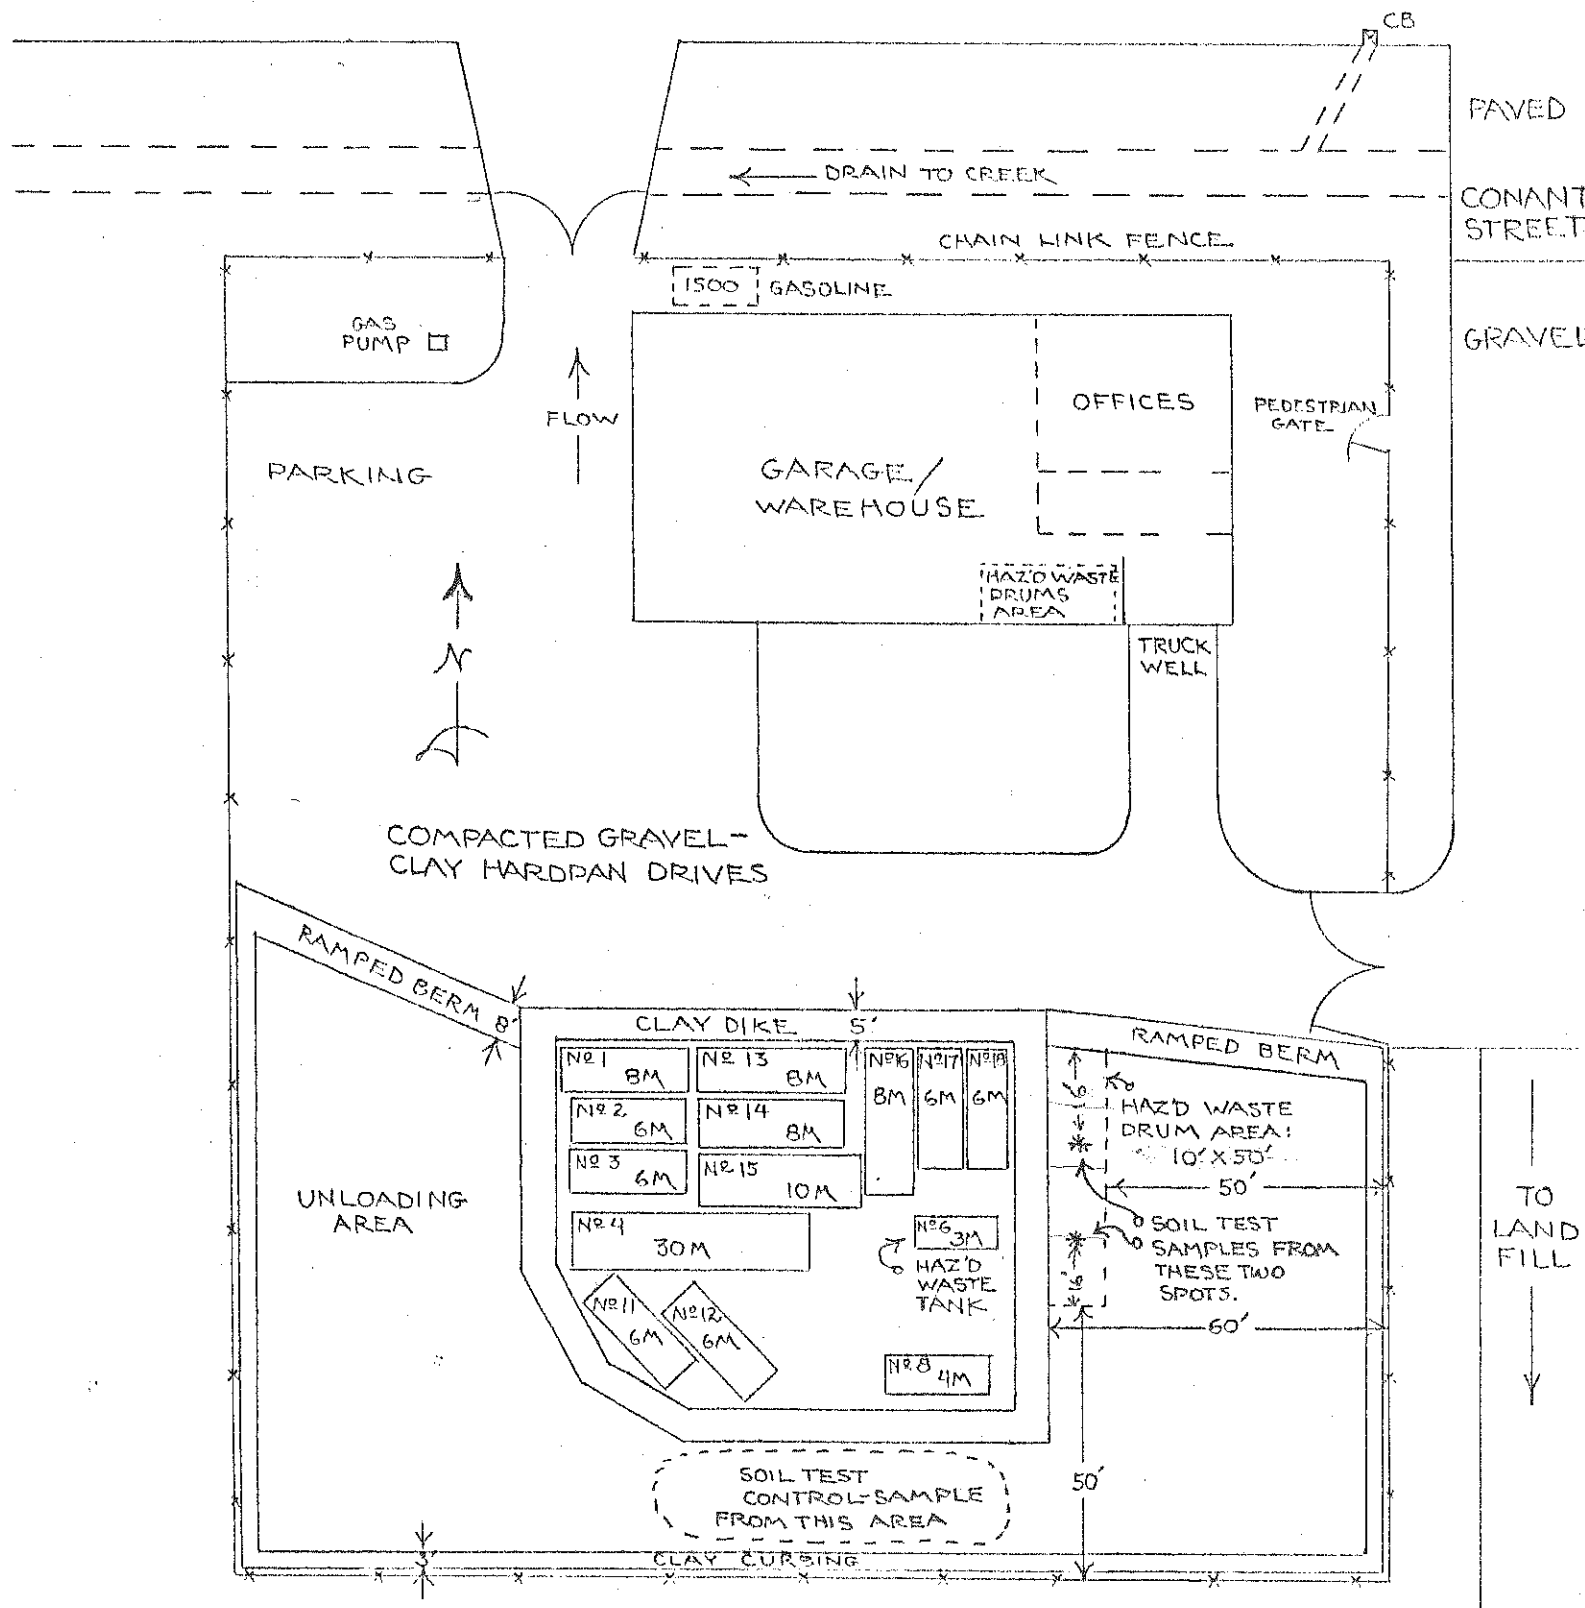 CB
PAVED
DRAIN TO CREEK
CONANT
STREET
CHAIN LINK FENCE
1500 GASOLINE
GAS
PUMP
GRAVEL
FLOW
OFFICES
PEDESTRIAN
GATE
PARKING
GARAGE/
WAREHOUSE
HAZ'D WASTE
DRUMS
AREA
TRUCK
WELL
N
COMPACTED GRAVEL-
CLAY HARDPAN DRIVES
RAMPED BERM 8'
CLAY DIKE 5'
RAMPED BERM
No 1
8M
No 13
8M
No 16
8M
No 17
6M
No 18
6M
No 2
6M
No 14
8M
No 3
6M
No 15
10M
No 4
30M
No 6
3M
HAZ'D
WASTE
TANK
No 11
6M
No 12
6M
No 8
4M
16'
HAZ'D WASTE
DRUM AREA:
10' X 50'
50'
SOIL TEST
SAMPLES FROM
THESE TWO
SPOTS.
16'
60'
UNLOADING
AREA
TO
LAND
FILL
50'
SOIL TEST
CONTROL-SAMPLE
FROM THIS AREA
3'
CLAY CURBING